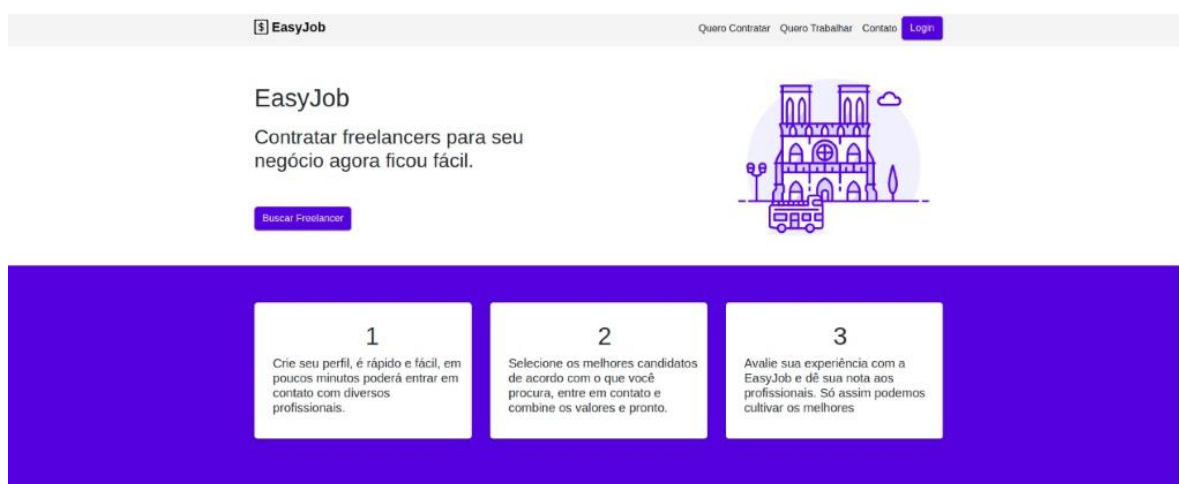 $ EasyJob
Quero Contratar Quero Trabalhar Contato Login
EasyJob
Contratar freelancers para seu
negócio agora ficou fácil.
Buscar Freelancer
1
Crie seu perfil, é rápido e fácil, em
poucos minutos poderá entrar em
contato com diversos
profissionais.
2
Selecione os melhores candidatos
de acordo com o que você
procura, entre em contato e
combine os valores e pronto.
3
Avalie sua experiência com a
EasyJob e dê sua nota aos
profissionais. Só assim podemos
cultivar os melhores